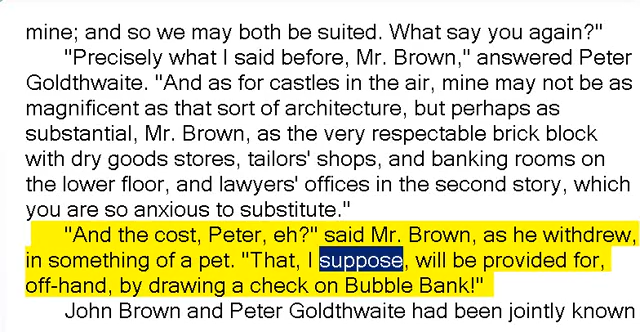 mine; and so we may both be suited. What say you again?"
"Precisely what I said before, Mr. Brown," answered Peter
Goldthwaite. "And as for castles in the air, mine may not be as
magnificent as that sort of architecture, but perhaps as
substantial, Mr. Brown, as the very respectable brick block
with dry goods stores, tailors' shops, and banking rooms on
the lower floor, and lawyers' offices in the second story, which
you are so anxious to substitute."
"And the cost, Peter, eh?" said Mr. Brown, as he withdrew,
in something of a pet. "That, I suppose, will be provided for,
off-hand, by drawing a check on Bubble Bank!"
John Brown and Peter Goldthwaite had been jointly known